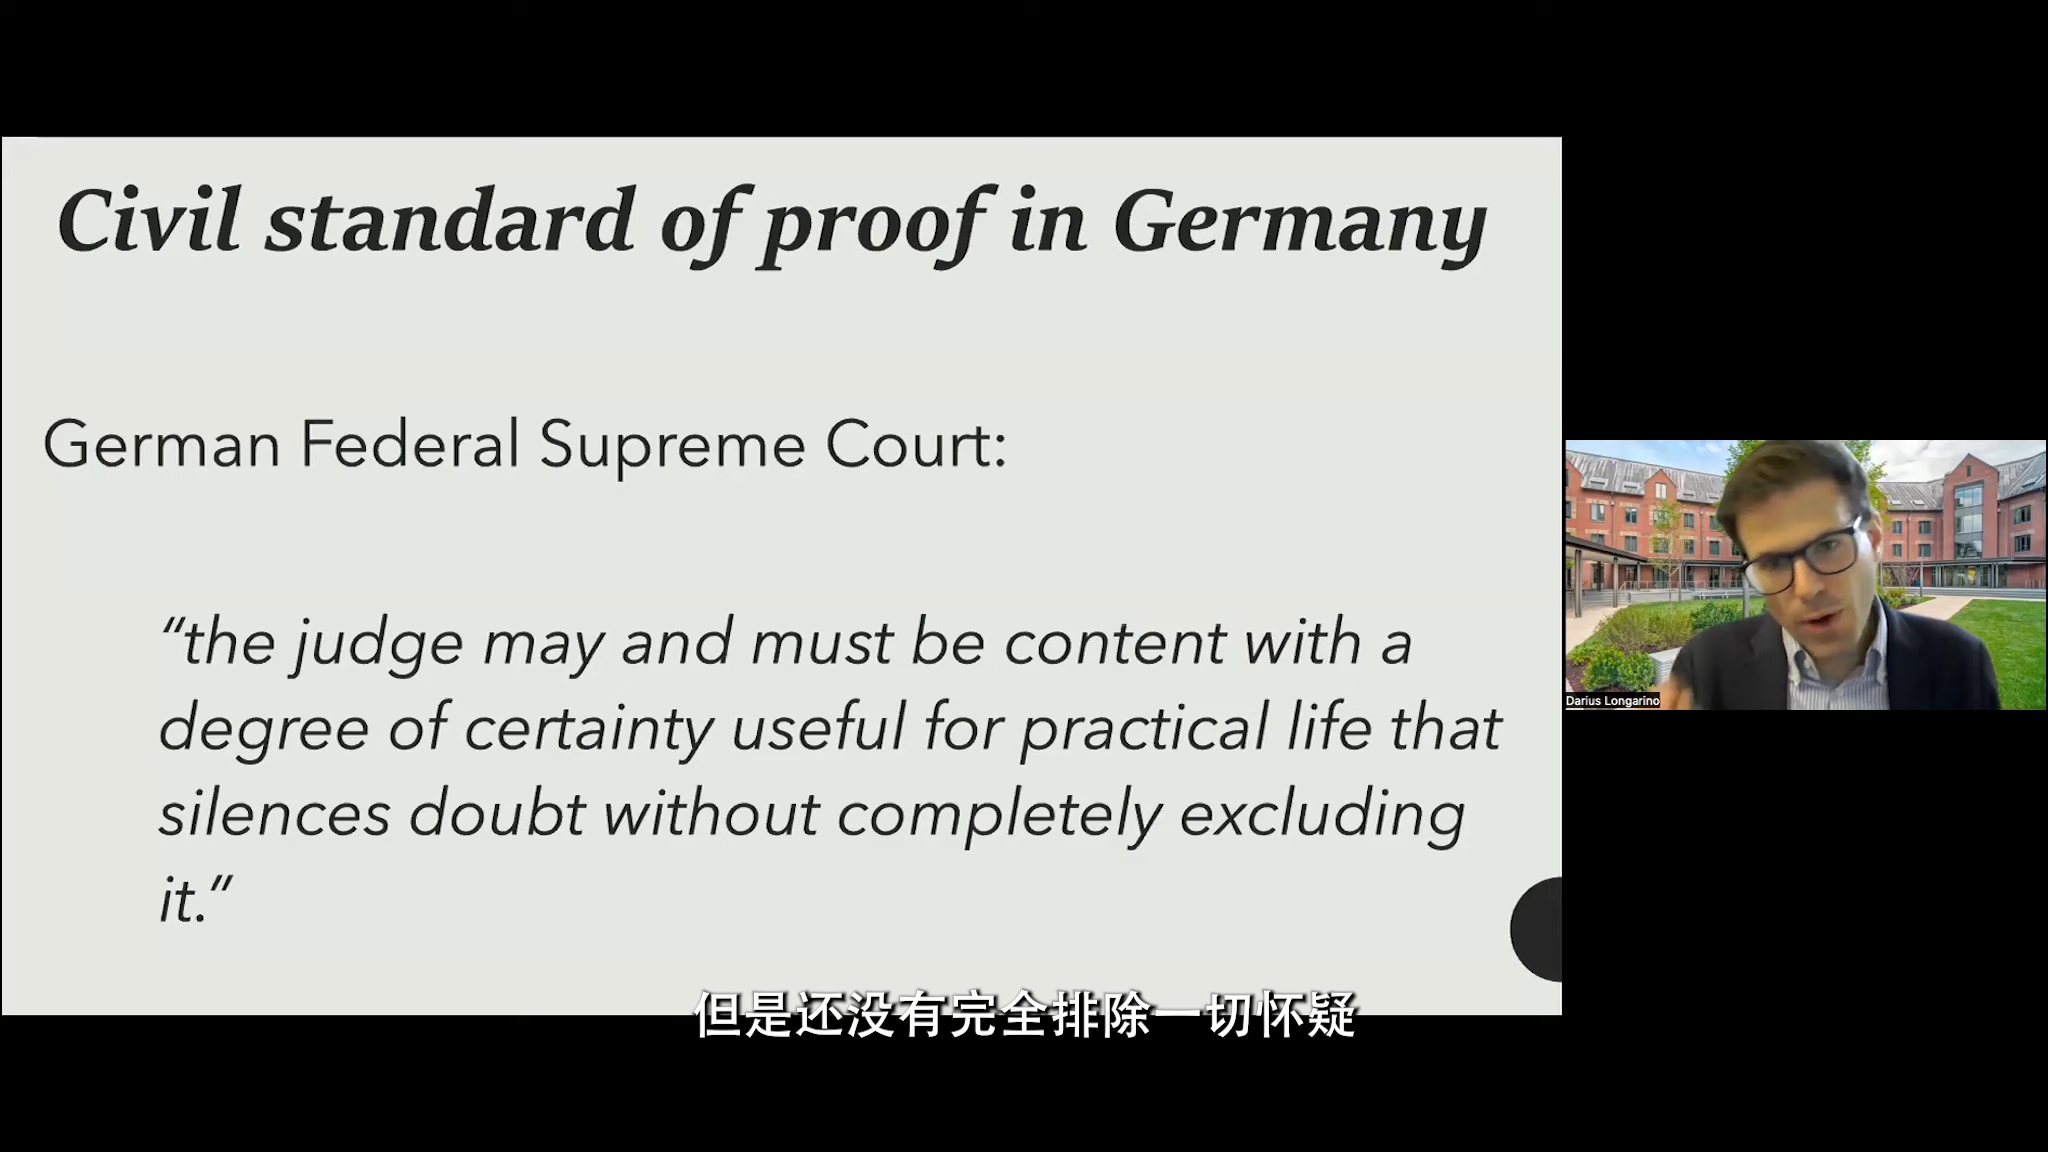 Civil standard of proof in Germany
German Federal Supreme Court:
“the judge may and must be content with a
degree of certainty useful for practical life that
silences doubt without completely excluding
it.”
Darius Longarino
但是还没有完全排除一切怀疑